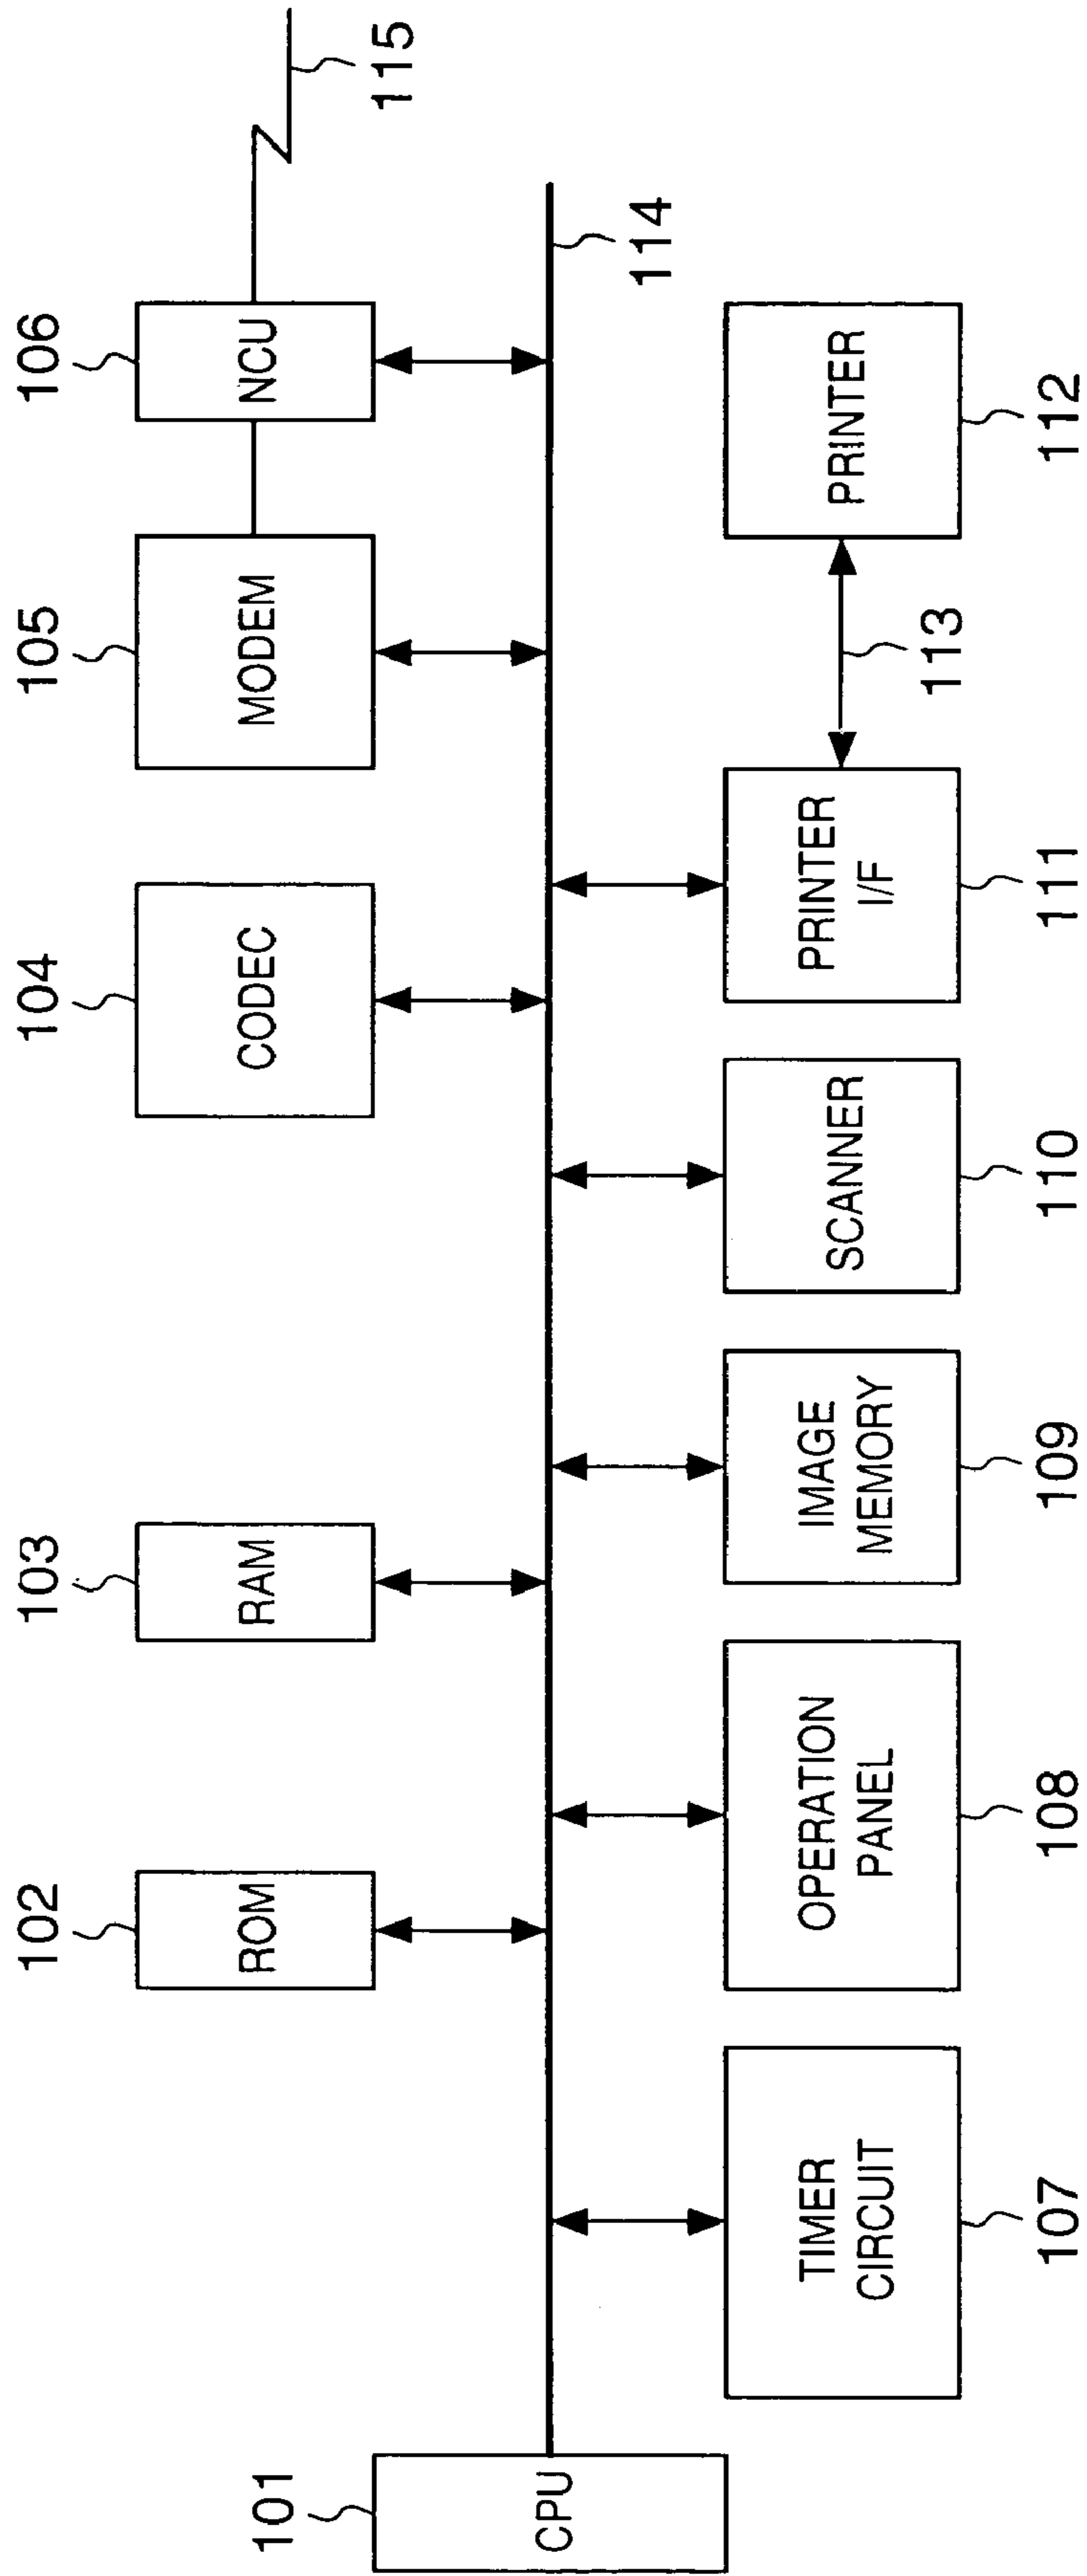 102
103
104
105
106
ROM
RAM
CODEC
MODEM
NCU
115
101
CPU
114
TIMER
CIRCUIT
OPERATION
PANEL
IMAGE
MEMORY
SCANNER
PRINTER
I/F
113
PRINTER
107
108
109
110
111
112